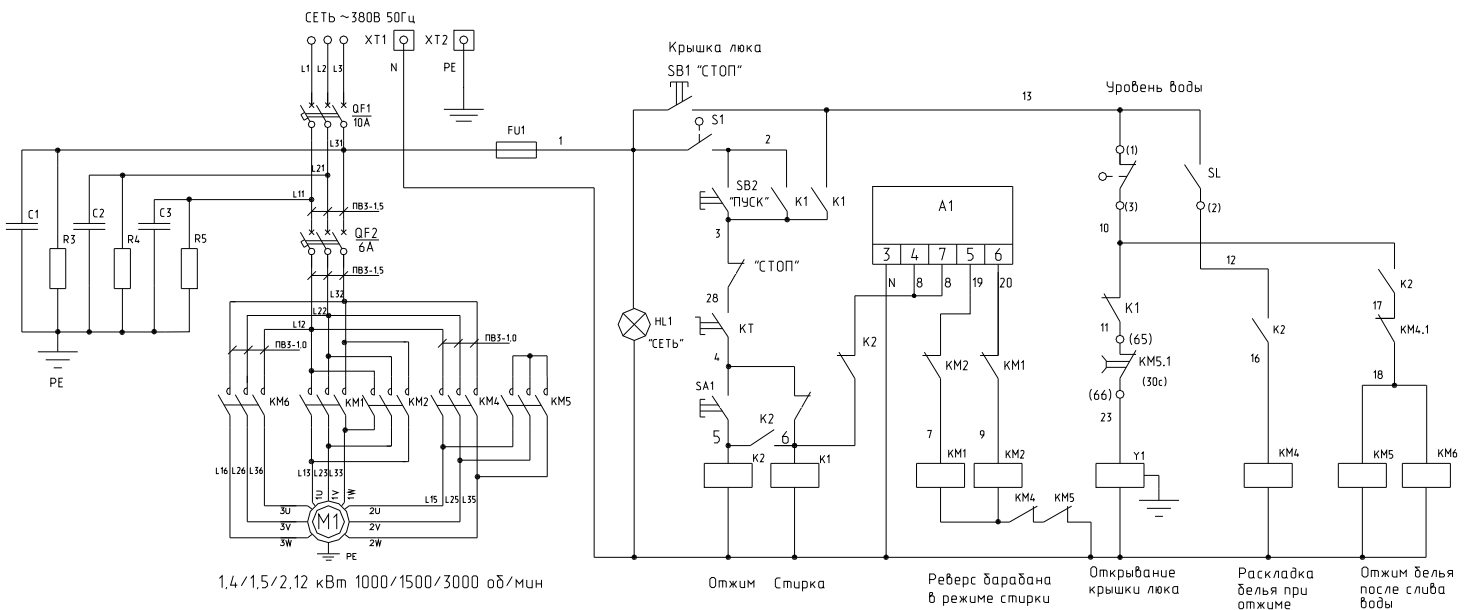 СЕТЬ ~380В 50Гц
XT1
XT2
L1
L2
L3
N
PE
QF1
10А
L31
L21
L11
FU1
1
ПВ3-1,5
C1
R3
C2
R4
C3
R5
QF2
6А
ПВ3-1,5
PE
L32
L22
L12
ПВ3-1.0
ПВ3-1.0
KM6
KM1
KM2
KM4
KM5
L16
L26
L36
L13
L23
L33
L15
L25
L35
1U
1V
1W
3U
3V
3W
M1
2U
2V
2W
PE
1,4/1,5/2,12 кВт 1000/1500/3000 об/мин
Крышка люка
SB1 "СТОП"
S1
2
13
SB2
"ПУСК"
K1
K1
3
"СТОП"
28
KT
HL1
"СЕТЬ"
4
SA1
K2
5
6
K2
K1
K2
A1
3
4
7
5
6
N
8
8
19
20
KM2
KM1
7
9
KM1
KM2
KM4
KM5
Уровень воды
(1)
(3)
10
SL
(2)
12
K1
11
(65)
KM5.1
(30c)
(66)
23
Y1
K2
16
KM4
K2
17
KM4.1
18
KM5
KM6
Отжим
Стирка
Реверс барабана
в режиме стирки
Открывание
крышки люка
Раскладка
белья при
отжиме
Отжим белья
после слива
воды